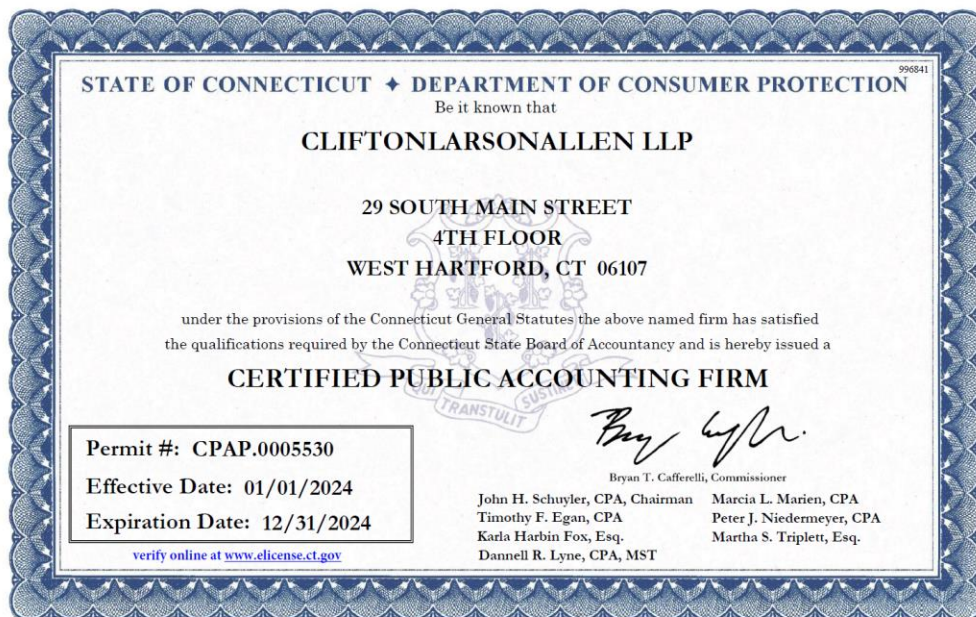 996841
STATE OF CONNECTICUT ✦ DEPARTMENT OF CONSUMER PROTECTION
Be it known that
CLIFTONLARSONALLEN LLP
29 SOUTH MAIN STREET
4TH FLOOR
WEST HARTFORD, CT 06107
under the provisions of the Connecticut General Statutes the above named firm has satisfied
the qualifications required by the Connecticut State Board of Accountancy and is hereby issued a
CERTIFIED PUBLIC ACCOUNTING FIRM
QUI TRANSTULIT SUSTINET
Permit #: CPAP.0005530
Effective Date: 01/01/2024
Expiration Date: 12/31/2024
verify online at www.elicense.ct.gov
Bryan T. Cafferelli, Commissioner
John H. Schuyler, CPA, Chairman
Timothy F. Egan, CPA
Karla Harbin Fox, Esq.
Dannell R. Lyne, CPA, MST
Marcia L. Marien, CPA
Peter J. Niedermeyer, CPA
Martha S. Triplett, Esq.